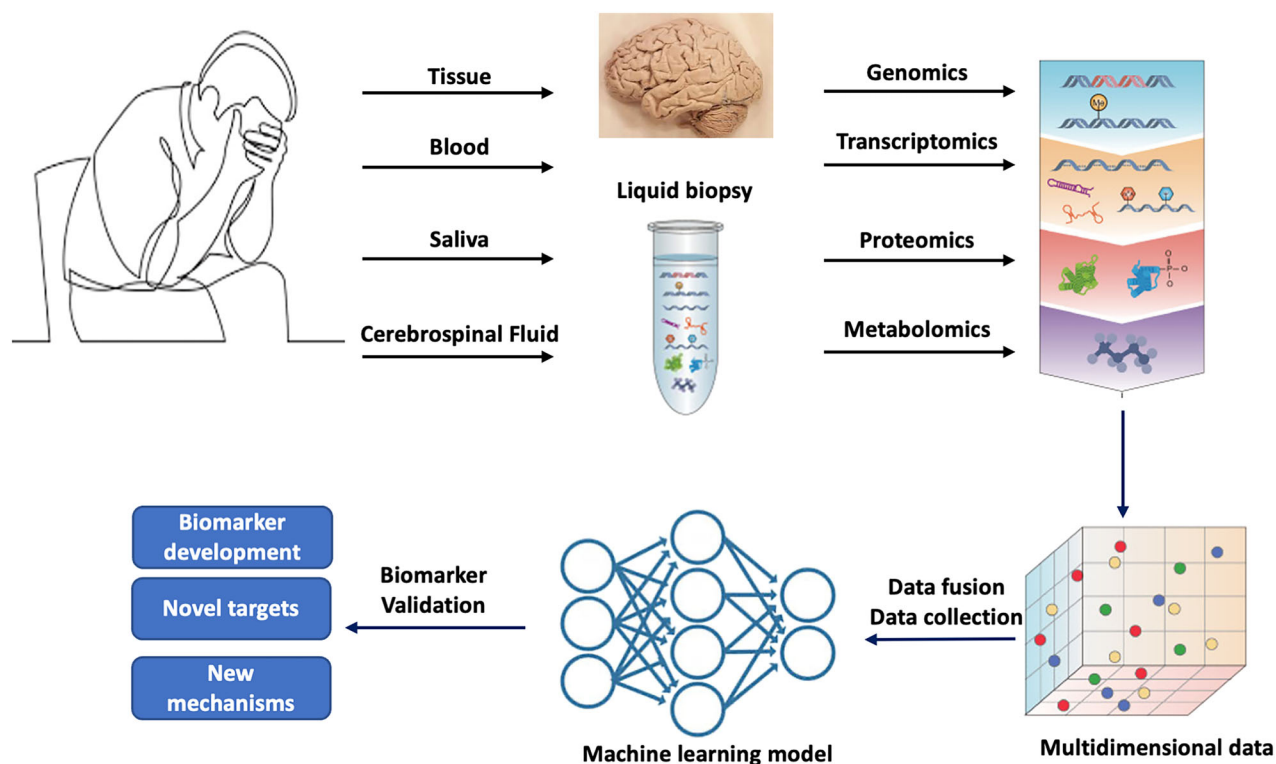 Tissue
Blood
Saliva
Cerebrospinal Fluid
Liquid biopsy
Genomics
Transcriptomics
Proteomics
Metabolomics
Me
P
O
O
O
Multidimensional data
Data fusion
Data collection
Machine learning model
Biomarker
Validation
Biomarker
development
Novel targets
New
mechanisms